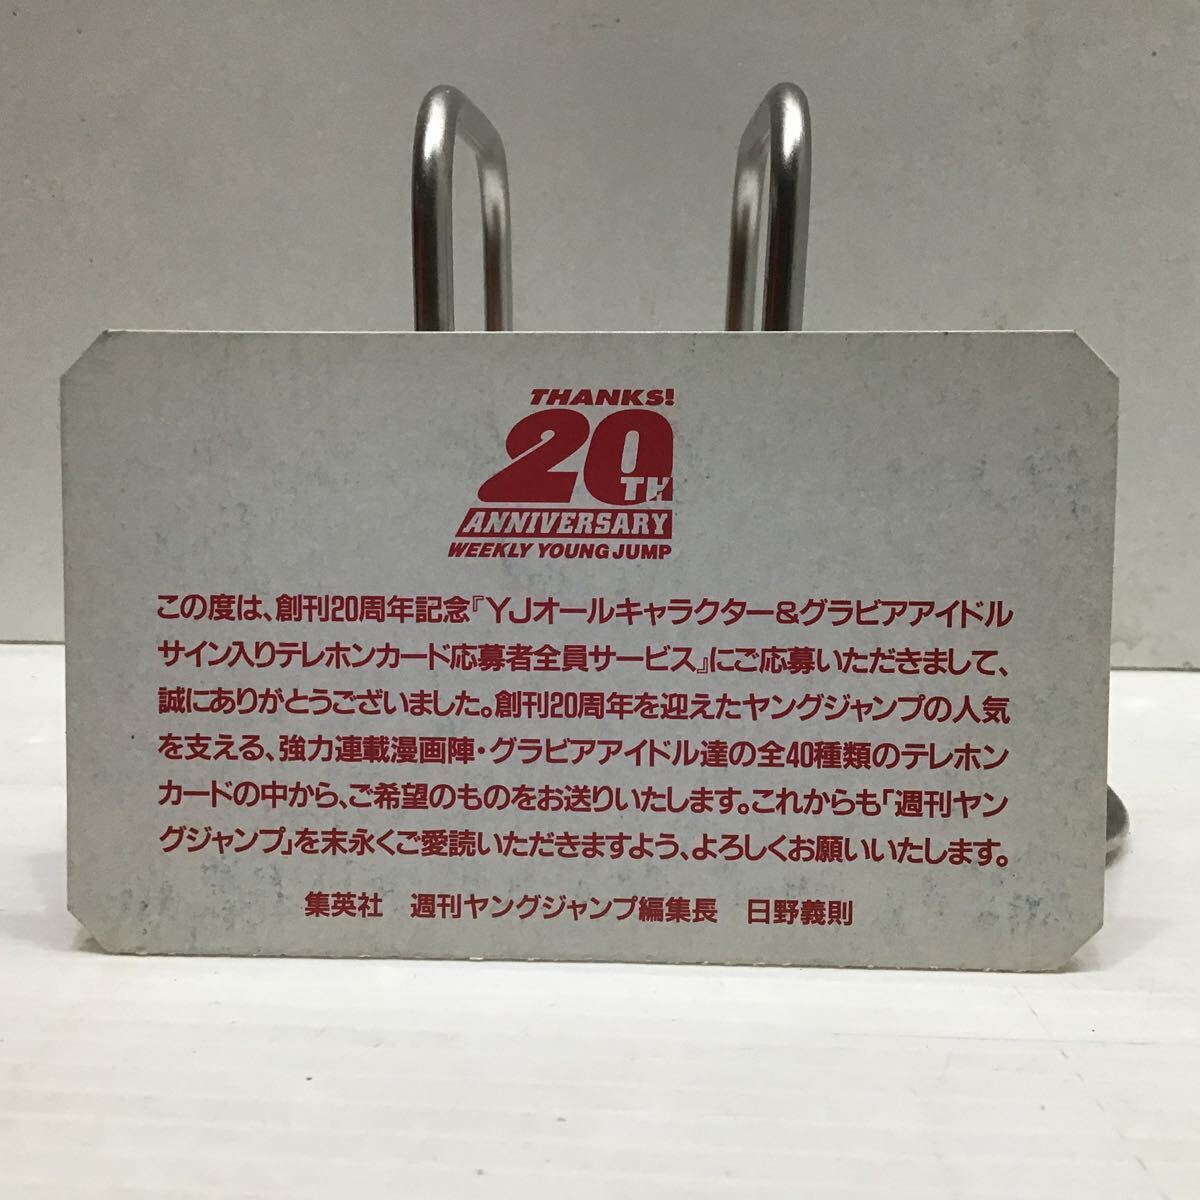 THANKS!
20TH
ANNIVERSARY
WEEKLY YOUNG JUMP
この度は、創刊20周年記念『YJオールキャラクター&グラビアアイドル
サイン入りテレホンカード応募者全員サービス』にご応募いただきまして、
誠にありがとうございました。創刊20周年を迎えたヤングジャンプの人気
を支える、強力連載漫画陣・グラビアアイドル達の全40種類のテレホン
カードの中から、ご希望のものをお送りいたします。これからも「週刊ヤン
グジャンプ」を末永くご愛読いただきますよう、よろしくお願いいたします。
集英社　週刊ヤングジャンプ編集長　日野義則